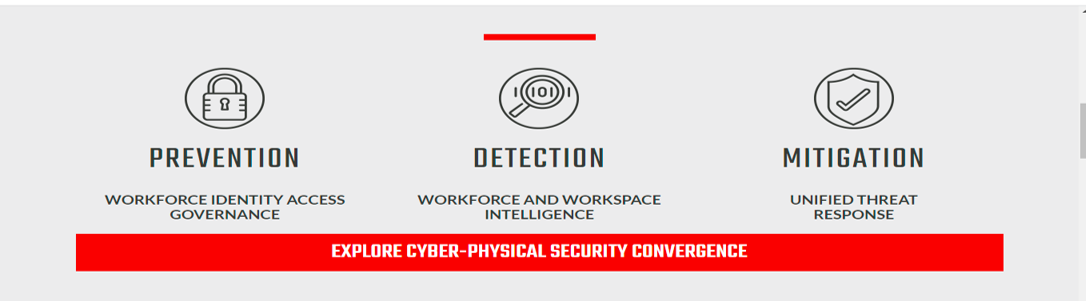 PREVENTION
WORKFORCE IDENTITY ACCESS
GOVERNANCE
101
DETECTION
WORKFORCE AND WORKSPACE
INTELLIGENCE
MITIGATION
UNIFIED THREAT
RESPONSE
EXPLORE CYBER-PHYSICAL SECURITY CONVERGENCE